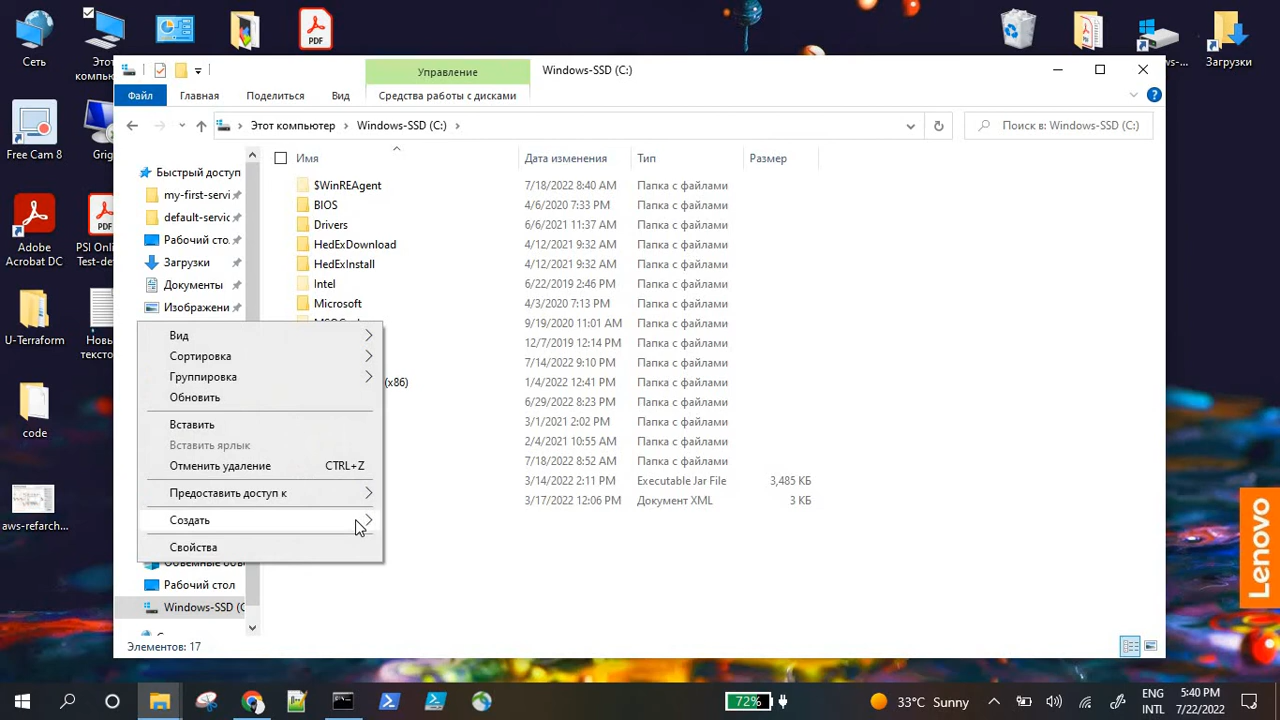 Сеть
Этот
компью...
PDF
Загрузки
Управление
Windows-SSD (C:)
Файл
Главная
Поделиться
Вид
Средства работы с дисками
Этот компьютер
Windows-SSD (C:)
Поиск в: Windows-SSD (C:)
Free Cam 8
Grig
Adobe
Acrobat DC
PDF
PSI Onli
Test-de
U-Terraform
Новы
тексто
code
aws-refarch...
Быстрый доступ
my-first-servi
default-servic
Рабочий сто.
Загрузки
Документы
Изображени
Рабочий стол
Windows-SSD (C
Имя
Дата изменения
Тип
Размер
$WinREAgent 7/18/2022 8:40 AM Папка с файлами
BIOS 4/6/2020 7:33 PM Папка с файлами
Drivers 6/6/2021 11:37 AM Папка с файлами
HedExDownload 4/12/2021 9:32 AM Папка с файлами
HedExInstall 4/12/2021 9:32 AM Папка с файлами
Intel 6/22/2019 2:46 PM Папка с файлами
Microsoft 4/3/2020 7:13 PM Папка с файлами
9/19/2020 11:01 AM Папка с файлами
12/7/2019 12:14 PM Папка с файлами
7/14/2022 9:10 PM Папка с файлами
(x86) 1/4/2022 12:41 PM Папка с файлами
6/29/2022 8:23 PM Папка с файлами
3/1/2021 2:02 PM Папка с файлами
2/4/2021 10:55 AM Папка с файлами
7/18/2022 8:52 AM Папка с файлами
3/14/2022 2:11 PM Executable Jar File 3,485 КБ
3/17/2022 12:06 PM Документ XML 3 КБ
Вид
Сортировка
Группировка
Обновить
Вставить
Вставить ярлык
Отменить удаление CTRL+Z
Предоставить доступ к
Создать
Свойства
Элементов: 17
Lenovo
72%
33°C Sunny
ENG
INTL
5:40 PM
7/22/2022